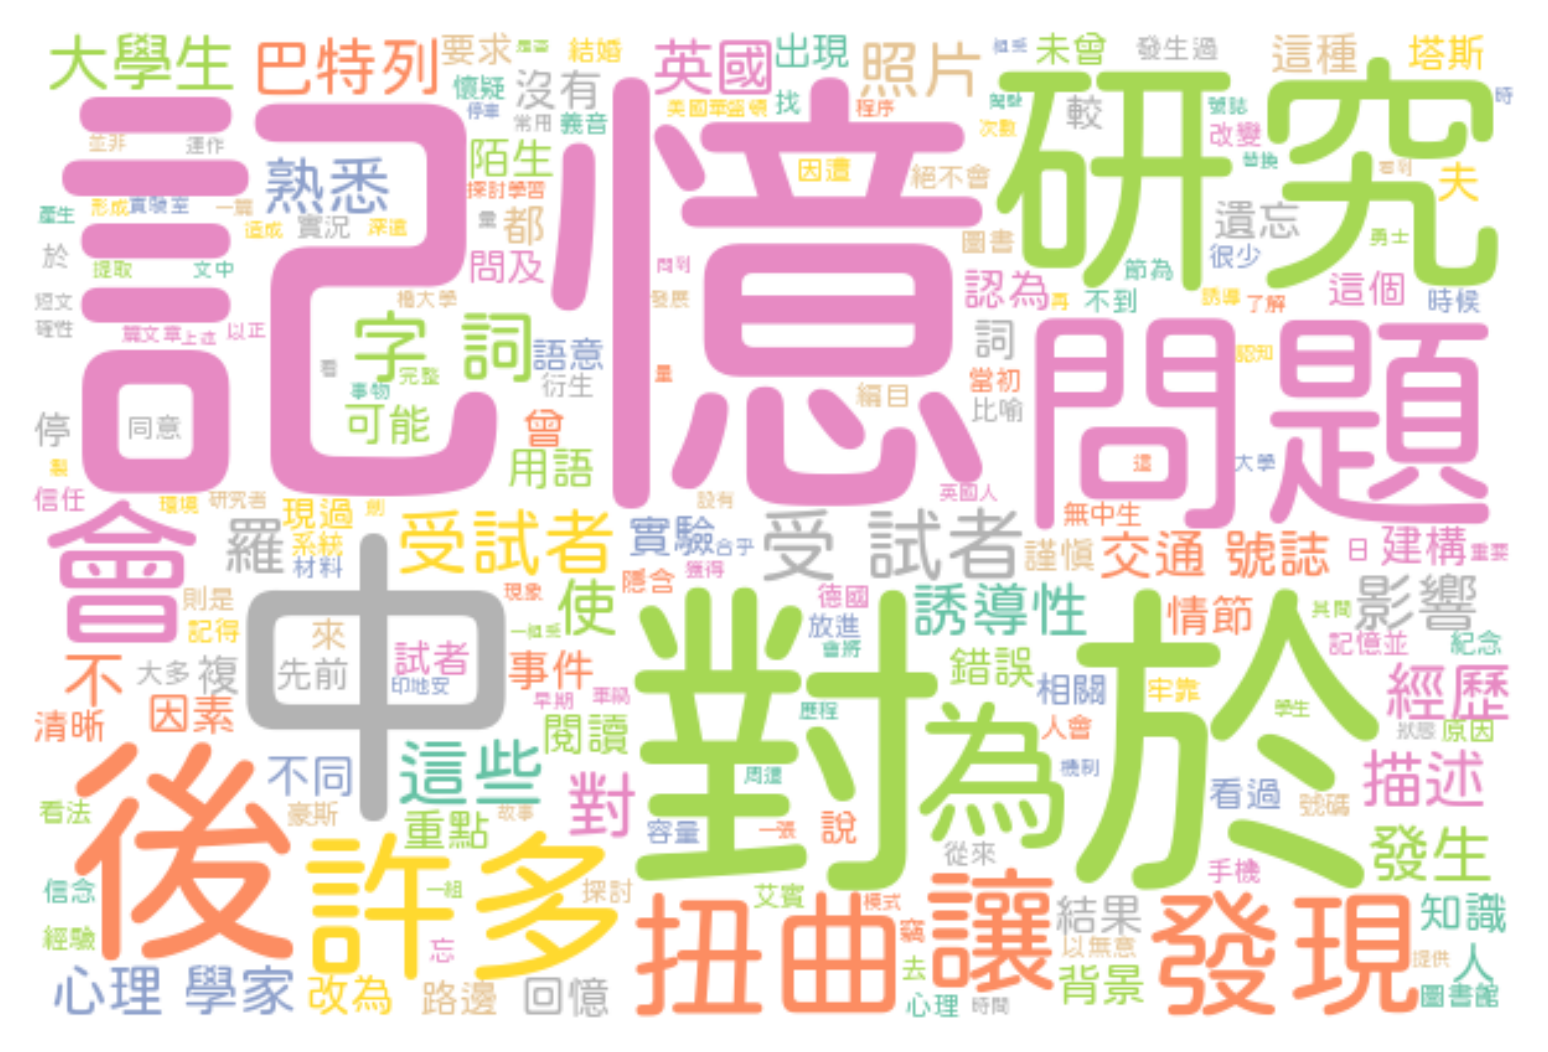 大學生
巴特列
要求
結婚
英國
出現
照片
未曾
發生過
這種
塔斯
懷疑
沒有
停車
常用
義音
美國華盛頓
找
程序
較
號誌
時
次數
改變
替換
記憶
研究
並非
運作
陌生
熟悉
因遭
絕不會
夫
探討學習
產生
形成
實驗室
一篇
造成
實況
深遠
量
都
圖書
遺忘
勇士
很少
於
提取
文中
問及
問到
認為
再
不到
節為
誘導
了解
這個
時候
發展
短文
確性
篇文章
上述
以正
字詞
語意
詞
問題
認知
看
完整
事物
衍生
量
當初
比喻
編目
停
同意
可能
曾
用語
這
大學
製
信任
環境
研究者
設有
英國人
會
羅
現過
系統
材料
受試者
實驗
合乎
受 試者
無中生
謹慎
交通 號誌
日
建構
重要
獲得
隱含
中
則是
記得
現象
使
德國
放進
會將
誘導性
情節
其間
影響
記憶並
紀念
來
先前
試者
印地安
不
大多
複
事件
早期
車禍
對於
錯誤
相關
牢靠
經歷
清晰
因素
閱讀
歷程
為
人會
學生
狀態
原因
後
不同
這些
對
周遭
機制
看過
號碼
描述
看法
豪斯
重點
故事
容量
一張
說
從來
發生
許多
手機
信念
一組
探討
艾賓
模式
扭曲
讓
結果
發現
知識
經驗
忘
竊
以無意
提供
人
心理 學家
改為
路邊
回憶
去
心理
時間
背景
圖書館